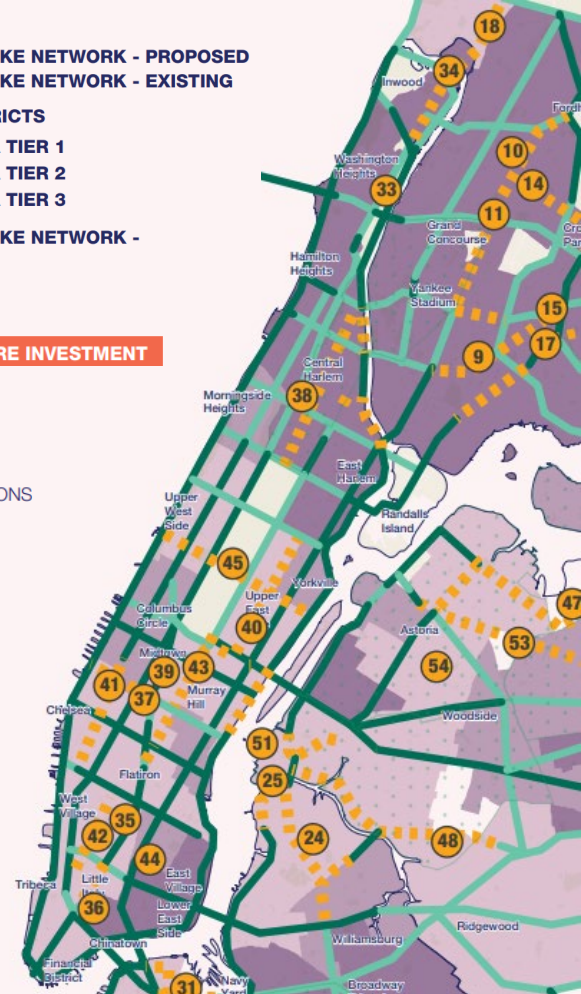 KE NETWORK - PROPOSED
KE NETWORK - EXISTING
RICTS
TIER 1
TIER 2
TIER 3
KE NETWORK -
RE INVESTMENT
ONS
18
34
Inwood
Fordh
10
Washington
Heights
14
33
11
Grand
Concourse
Cro
Par
Hamilton
Heights
Yankee
Stadium
15
17
9
Central
Harlem
38
Morningside
Heights
East
Harlem
Upper
West
Side
Randalls
Island
45
Yorkville
47
Upper
East
Columbus
Circle
40
Astoria
53
Midtown
39
43
54
41
37
Murray
Hill
Chelsea
Woodside
51
Flatiron
25
West
Village
35
42
24
48
44
East
Village
Tribeca
Little
Italy
36
Lower
East
Side
Ridgewood
Chinatown
Williamsburg
Financial
District
31
Navy
Yard
Broadway